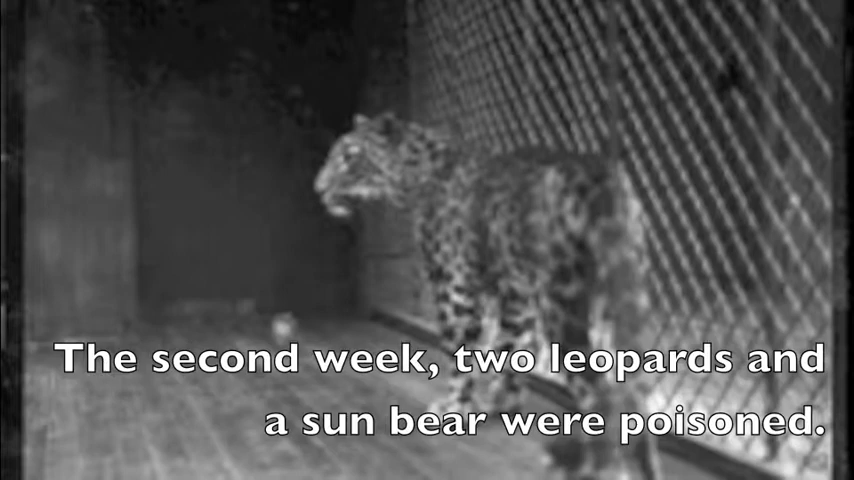 The second week, two leopards and
a sun bear were poisoned.